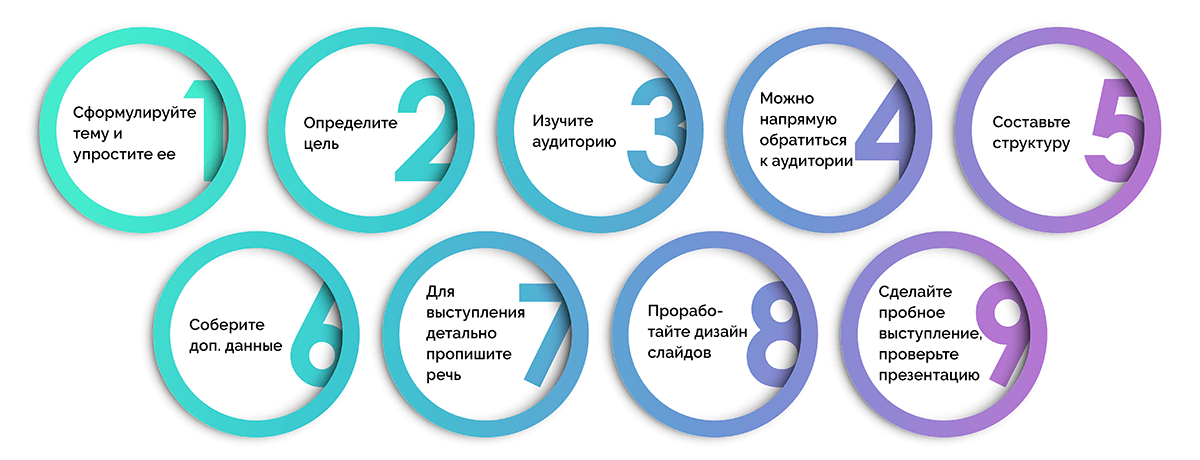 1
Сформулируйте
тему и
упростите ее
2
Определите
цель
3
Изучите
аудиторию
4
Можно
напрямую
обратиться
к аудитории
5
Составьте
структуру
6
Соберите
доп. данные
7
Для
выступления
детально
пропишите
речь
8
Прорабо-
тайте дизайн
слайдов
9
Сделайте
пробное
выступление,
проверьте
презентацию